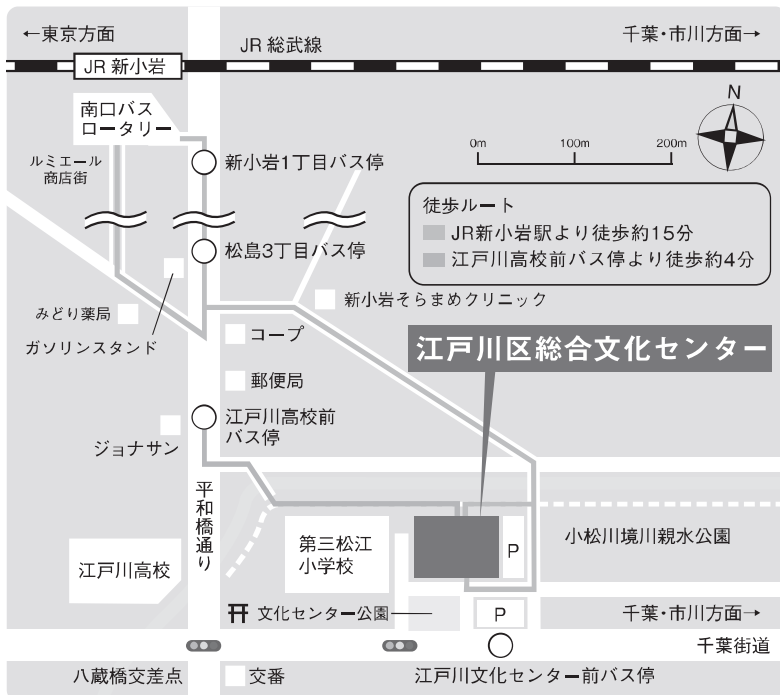 ←東京方面
JR 総武線
千葉・市川方面→
JR 新小岩
南口バス
ロータリー
N
0m
100m
200m
ルミエール
商店街
新小岩1丁目バス停
徒歩ルート
JR新小岩駅より徒歩約15分
江戸川高校前バス停より徒歩約4分
松島3丁目バス停
新小岩そらまめクリニック
みどり薬局
ガソリンスタンド
コープ
江戸川区総合文化センター
郵便局
江戸川高校前
バス停
ジョナサン
平和橋通り
第三松江
小学校
P
小松川境川親水公園
江戸川高校
文化センター公園
P
千葉・市川方面→
千葉街道
八蔵橋交差点
交番
江戸川文化センター前バス停